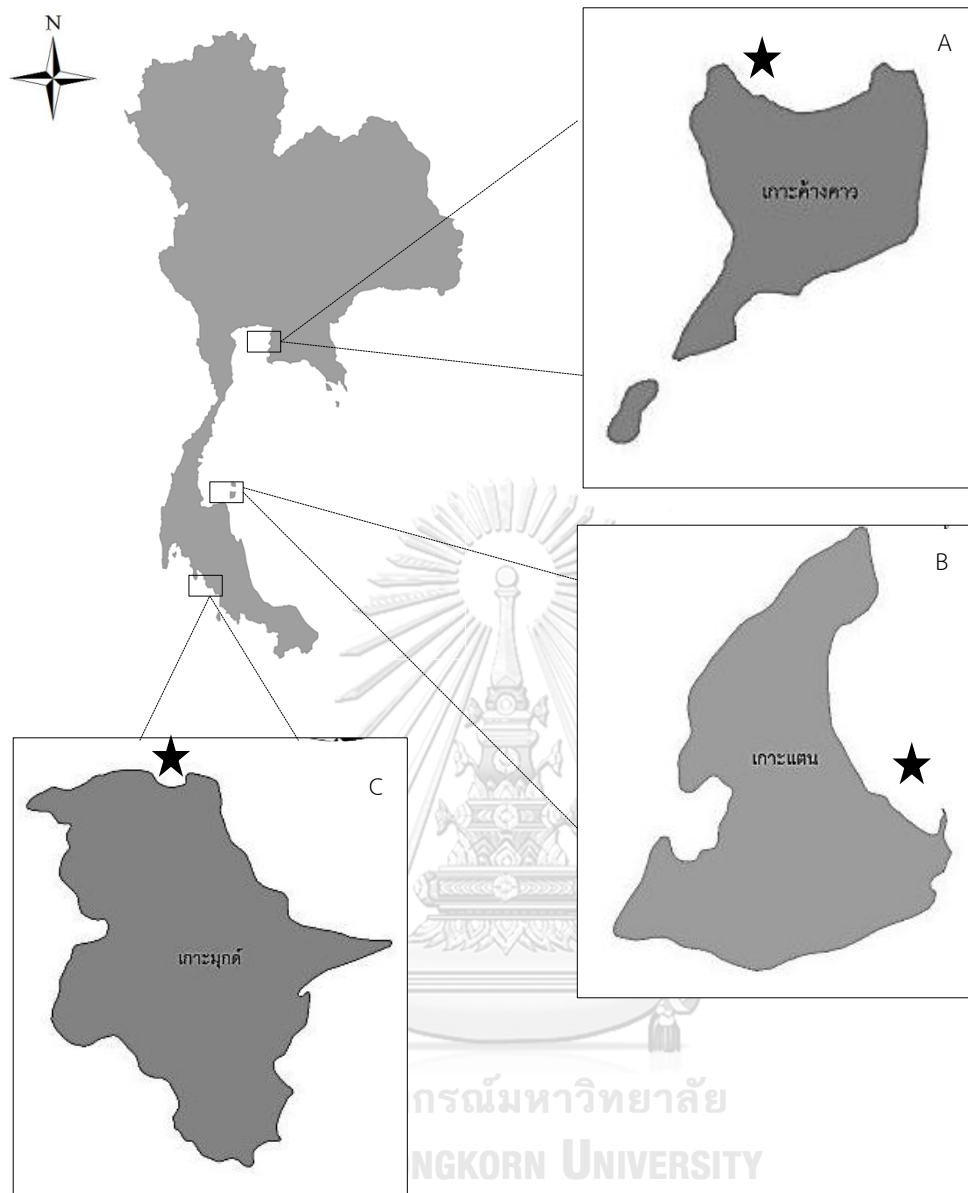 N
A
เกาะค้างคาว
B
เกาะแตน
C
เกาะมุกด์
กรณ์มหาวิทยาลัย
NGKORN UNIVERSITY